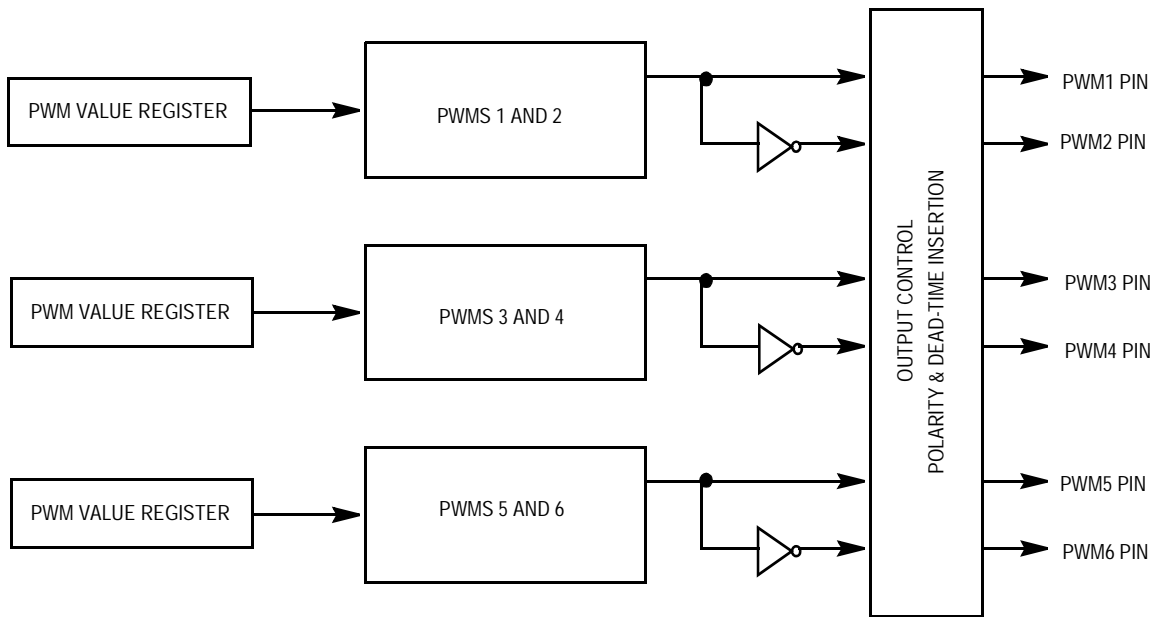 PWM VALUE REGISTER
PWMS 1 AND 2
PWM1 PIN
PWM2 PIN
PWM VALUE REGISTER
PWMS 3 AND 4
PWM3 PIN
PWM4 PIN
PWM VALUE REGISTER
PWMS 5 AND 6
PWM5 PIN
PWM6 PIN
OUTPUT CONTROL
POLARITY & DEAD-TIME INSERTION